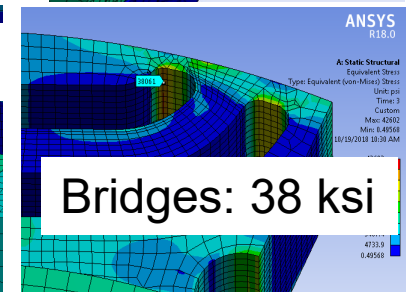 ANSYS
R18.0
A: Static Structural
Equivalent Stress
Type: Equivalent (von-Mises) Stress
Unit: psi
Time: 3
Custom
Max: 42602
Min: 0.49568
10/19/2018 10:30 AM
38061
Bridges: 38 ksi
4733.9
0.49568